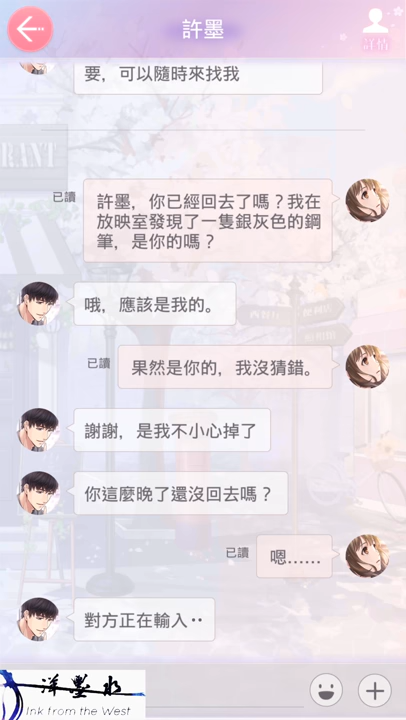 許墨
詳情
要，可以隨時來找我
RANT
已讀
許墨，你已經回去了嗎？我在
放映室發現了一隻銀灰色的鋼
筆，是你的嗎？
哦，應該是我的。
已讀
果然是你的，我沒猜錯。
謝謝，是我不小心掉了
你這麼晚了還沒回去嗎？
已讀
嗯……
對方正在輸入··
洋墨水
Ink from the West